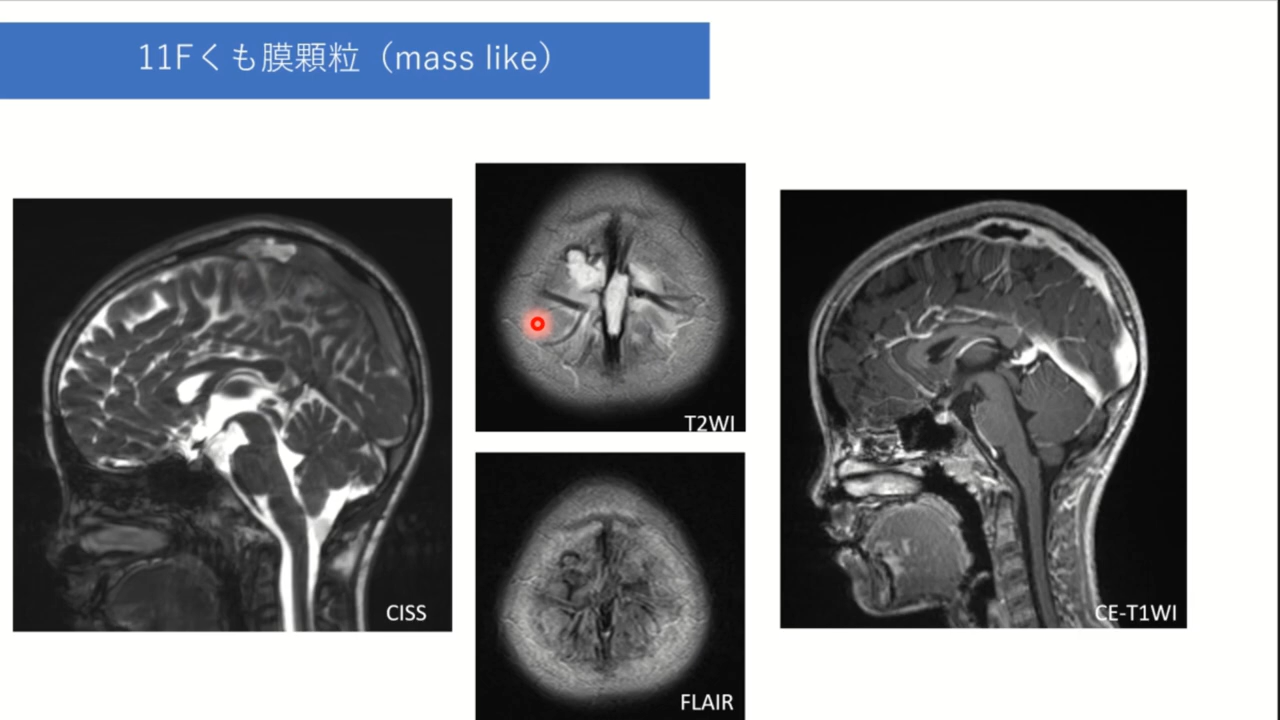 11Fくも膜顆粒（mass like）
CISS
T2WI
FLAIR
CE-T1WI